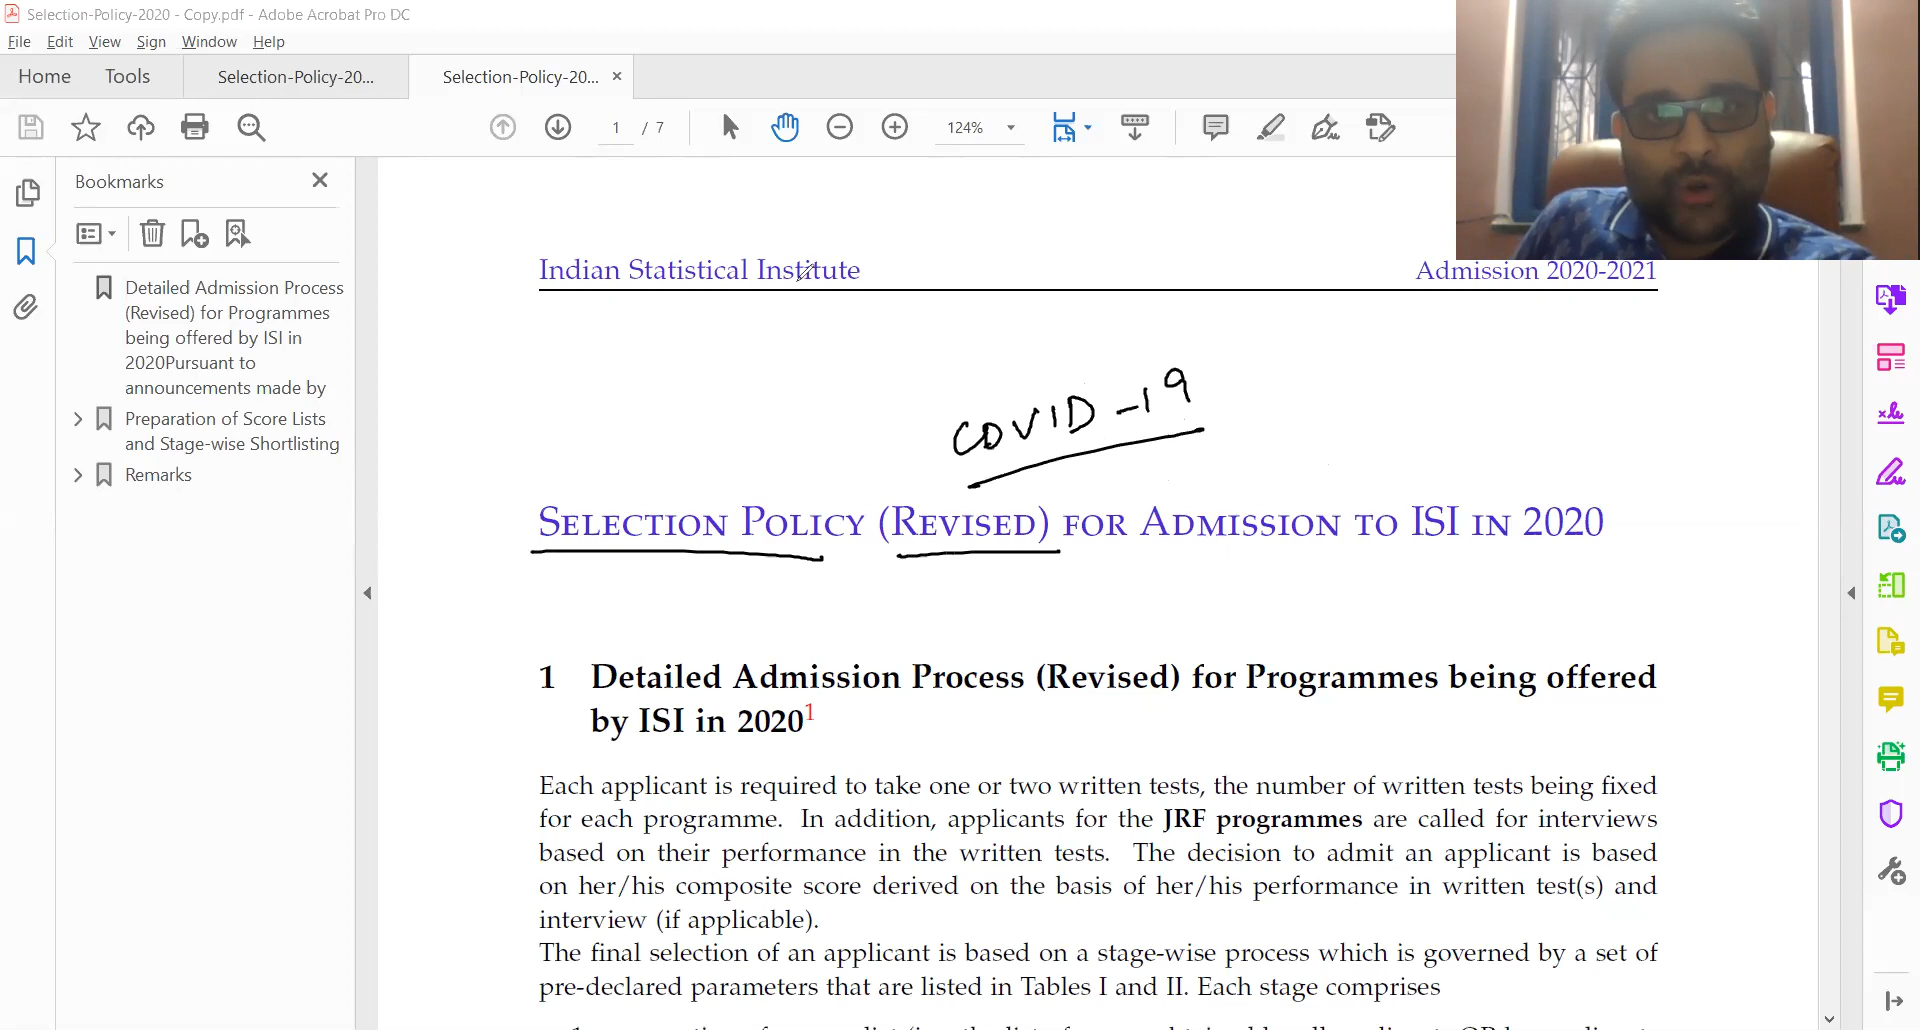 Selection-Policy-2020 - Copy.pdf - Adobe Acrobat Pro DC
File Edit View Sign Window Help
Home Tools Selection-Policy-20... Selection-Policy-20... ×
1 / 7 124%
Bookmarks
Detailed Admission Process
(Revised) for Programmes
being offered by ISI in
2020Pursuant to
announcements made by
Preparation of Score Lists
and Stage-wise Shortlisting
Remarks
Indian Statistical Institute Admission 2020-2021
COVID-19
SELECTION POLICY (REVISED) FOR ADMISSION TO ISI IN 2020
1 Detailed Admission Process (Revised) for Programmes being offered
by ISI in 2020¹
Each applicant is required to take one or two written tests, the number of written tests being fixed
for each programme. In addition, applicants for the JRF programmes are called for interviews
based on their performance in the written tests. The decision to admit an applicant is based
on her/his composite score derived on the basis of her/his performance in written test(s) and
interview (if applicable).
The final selection of an applicant is based on a stage-wise process which is governed by a set of
pre-declared parameters that are listed in Tables I and II. Each stage comprises